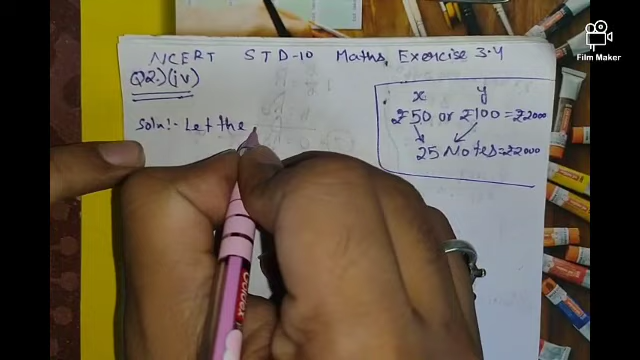 NCERT STD-10 Maths Exercise 3.4
Q2.)(iv)
x y
₹50 or ₹100 = ₹2000
25 Notes = ₹2000
Soln:- Let the
Film Maker